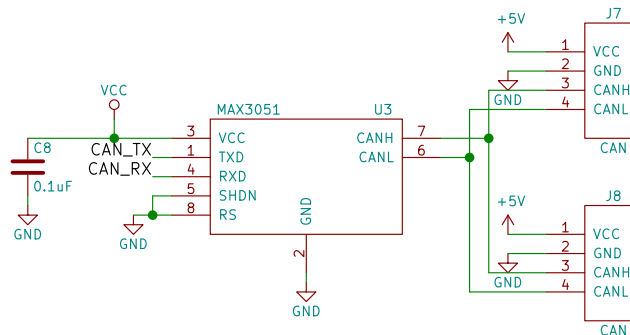 J7
+5V
1 VCC
2 GND
3 CANH
4 CANL
GND
CAN
VCC
C8
0.1uF
GND
CAN_TX
CAN_RX
MAX3051 U3
3 VCC
1 TXD
4 RXD
5 SHDN
8 RS
GND
CANH 7
CANL 6
GND
2
GND
J8
+5V
1 VCC
2 GND
3 CANH
4 CANL
GND
CAN